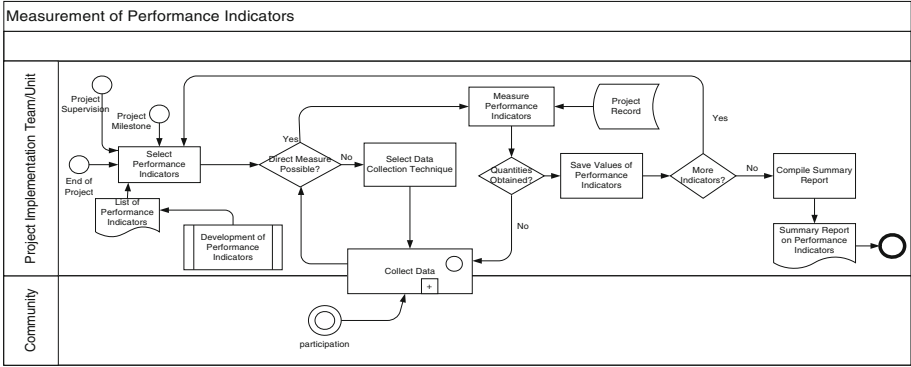 Measurement of Performance Indicators
Project Implementation Team/Unit
Community
Project
Supervision
Project
Milestone
End of
Project
Select
Performance
Indicators
List of
Performance
Indicators
Development of
Performance
Indicators
Direct Measure
Possible?
Yes
No
Select Data
Collection Technique
Collect Data
+
participation
Measure
Performance
Indicators
Project
Record
Quantities
Obtained?
No
Save Values of
Performance
Indicators
More
Indicators?
Yes
No
Compile Summary
Report
Summary Report
on Performance
Indicators